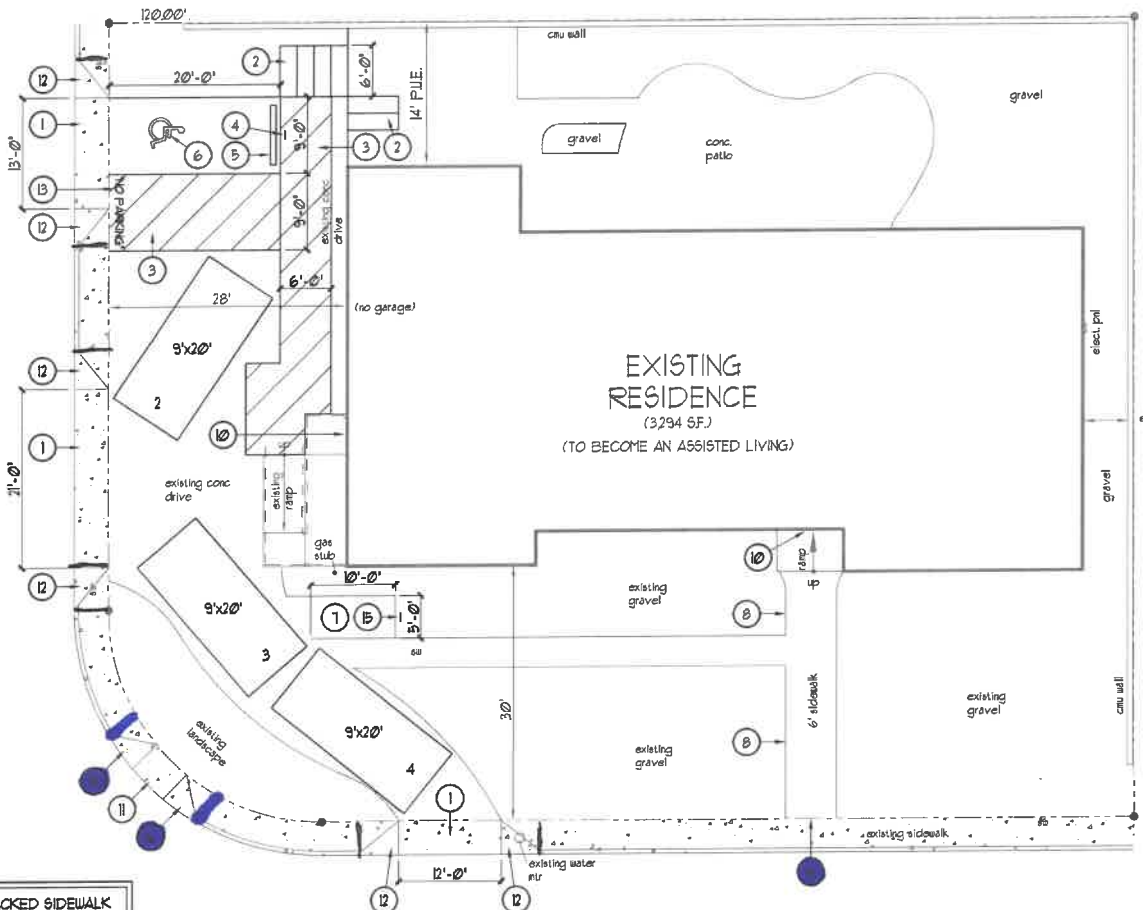 120.00'
cmu wall
12
2
20'-0"
6'-0"
14' P.U.E.
gravel
1
13'-0"
4
9'-0"
3
2
gravel
conc.
patio
6
5
13
NO PARKING
12
9'-0"
existing conc
drive
3
6'-0"
28'
(no garage)
elect. pnl
9'x20'
2
12
EXISTING
RESIDENCE
(3,294 S.F.)
(TO BECOME AN ASSISTED LIVING)
10
1
21'-0"
up
existing
ramp
existing conc
drive
gravel
gas
stub
10
ramp
up
12
10'-0"
existing
gravel
9'x20'
3
7
15
5'-0"
8
sw
30'
6' sidewalk
cmu wall
existing
landscape
9'x20'
4
existing
gravel
8
existing
gravel
11
1
existing sidewalk
existing water
mtr
12'-0"
12
12
CKED SIDEWALK